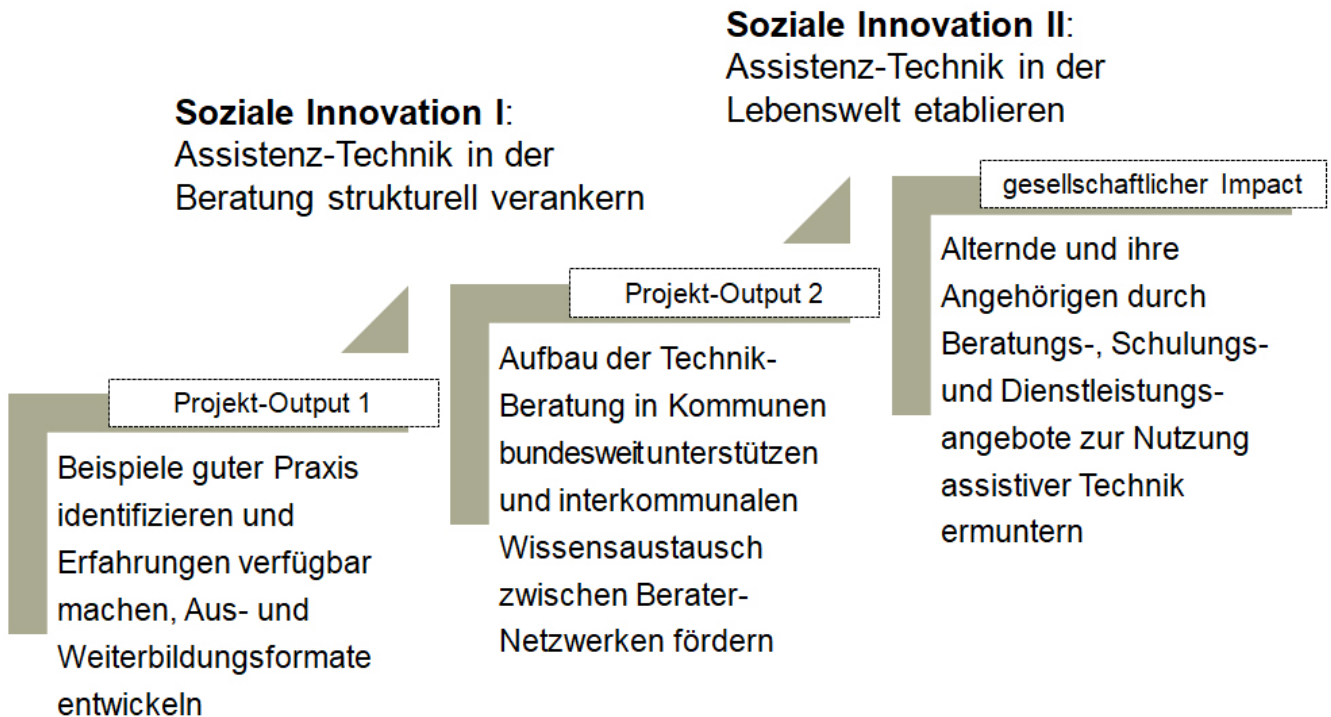 Soziale Innovation II:
Assistenz-Technik in der
Lebenswelt etablieren
Soziale Innovation I:
Assistenz-Technik in der
Beratung strukturell verankern
gesellschaftlicher Impact
Alternde und ihre
Angehörigen durch
Beratungs-, Schulungs-
und Dienstleistungs-
angebote zur Nutzung
assistiver Technik
ermuntern
Projekt-Output 2
Aufbau der Technik-
Beratung in Kommunen
bundesweitunterstützen
und interkommunalen
Wissensaustausch
zwischen Berater-
Netzwerken fördern
Projekt-Output 1
Beispiele guter Praxis
identifizieren und
Erfahrungen verfügbar
machen, Aus- und
Weiterbildungsformate
entwickeln